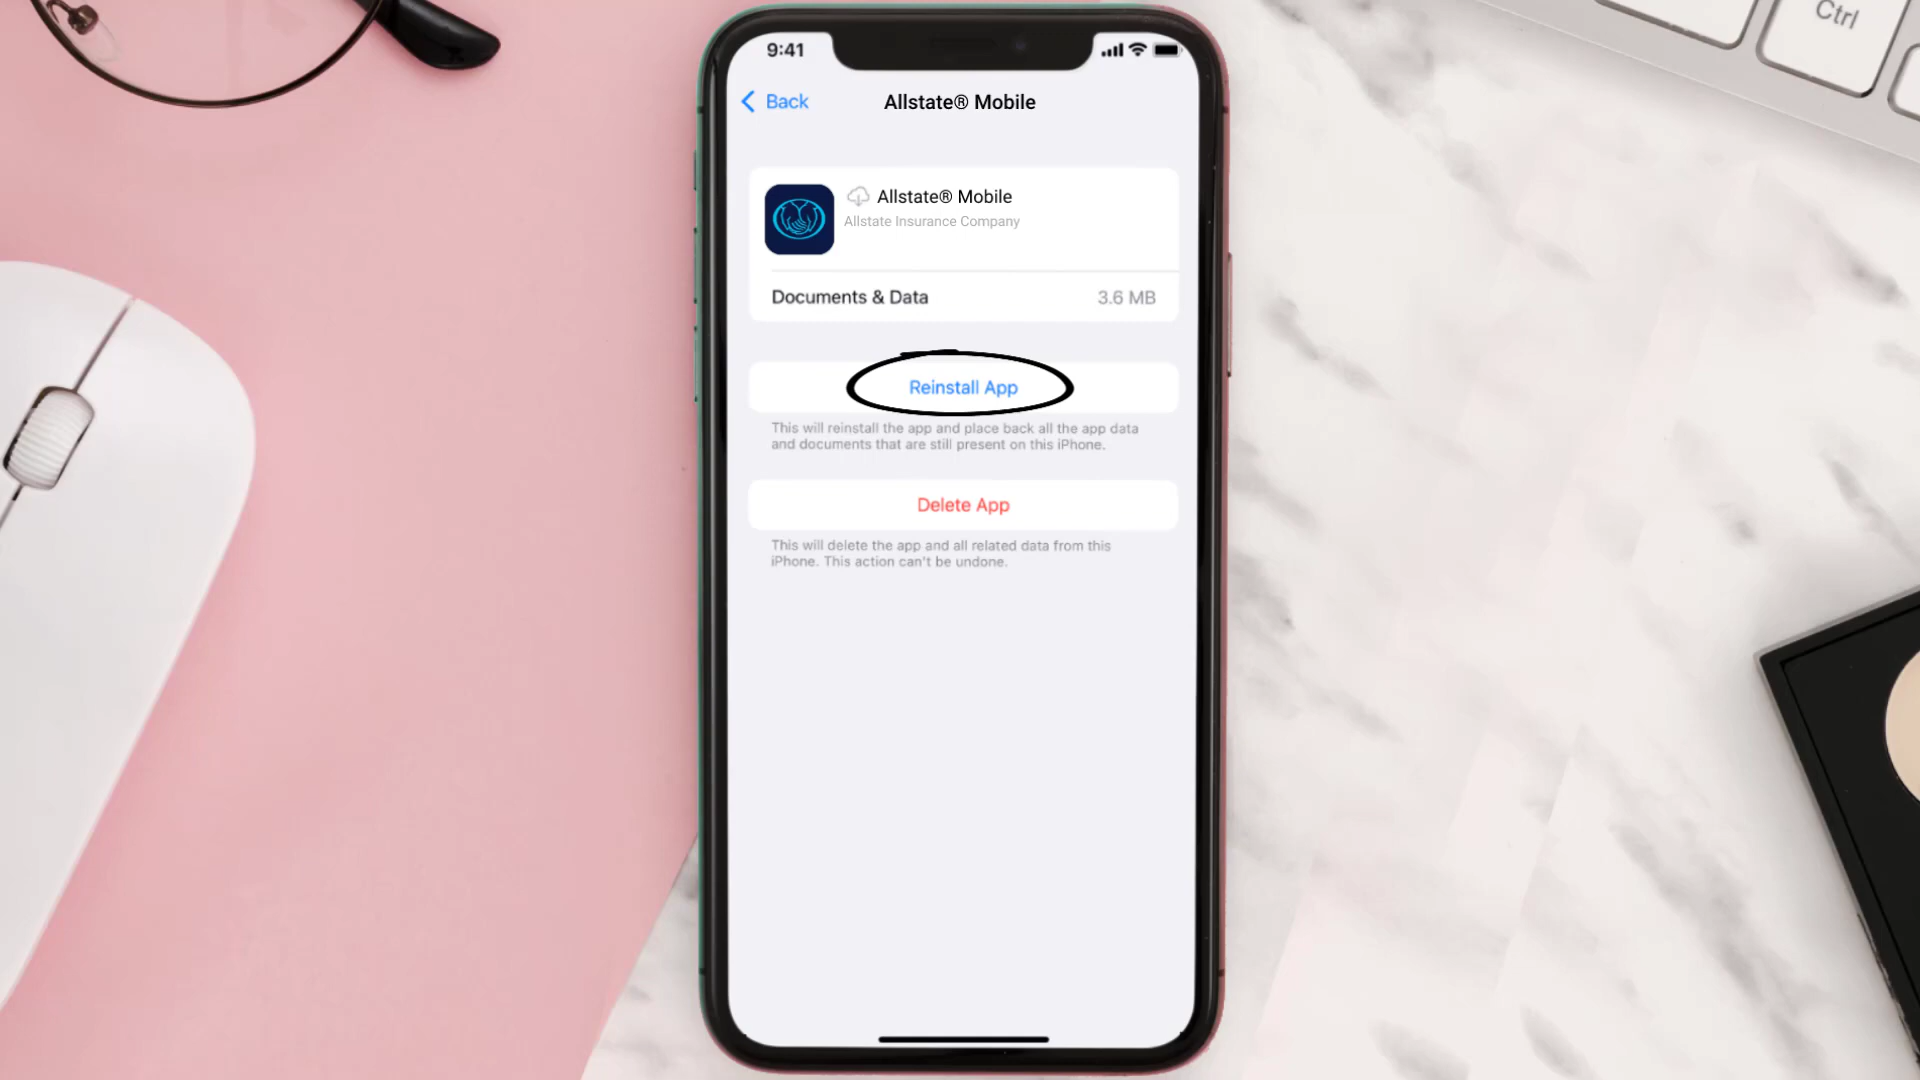 Ctrl
9:41
Back
Allstate® Mobile
Allstate® Mobile
Allstate Insurance Company
Documents & Data 3.6 MB
Reinstall App
This will reinstall the app and place back all the app data
and documents that are still present on this iPhone.
Delete App
This will delete the app and all related data from this
iPhone. This action can't be undone.